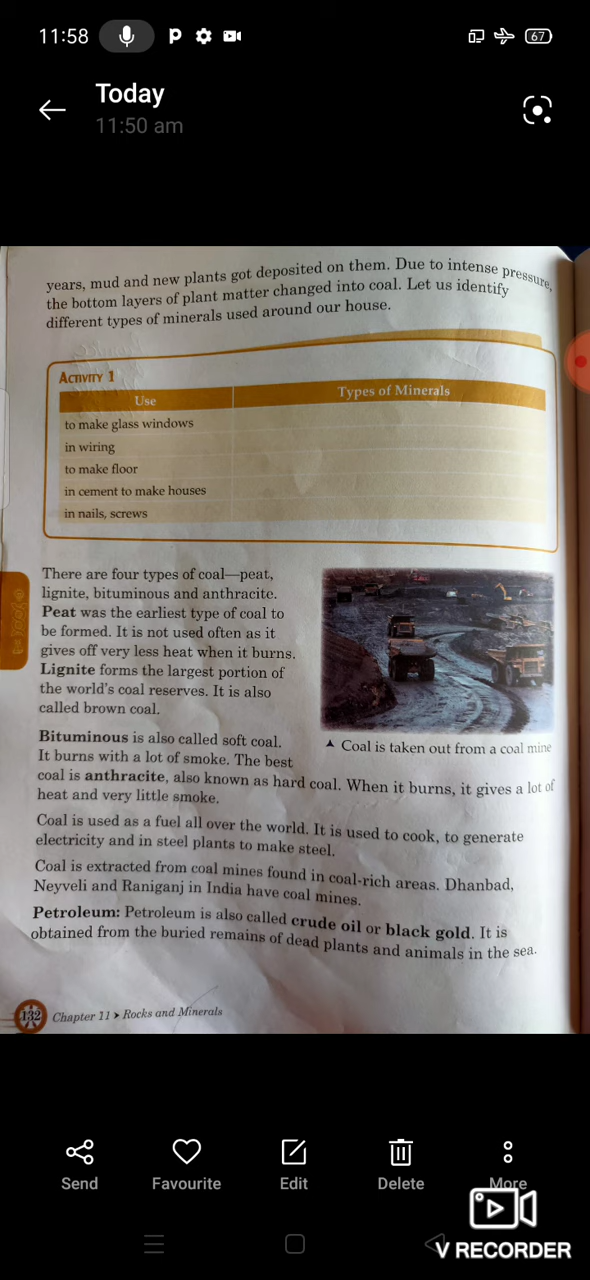 11:58
P
67
Today
11:50 am
years, mud and new plants got deposited on them. Due to intense pressure,
the bottom layers of plant matter changed into coal. Let us identify
different types of minerals used around our house.
ACTIVITY 1
Use
Types of Minerals
to make glass windows
in wiring
to make floor
in cement to make houses
in nails, screws
There are four types of coal—peat,
lignite, bituminous and anthracite.
Peat was the earliest type of coal to
be formed. It is not used often as it
gives off very less heat when it burns.
Lignite forms the largest portion of
the world's coal reserves. It is also
called brown coal.
▲ Coal is taken out from a coal mine
Bituminous is also called soft coal.
It burns with a lot of smoke. The best
coal is anthracite, also known as hard coal. When it burns, it gives a lot of
heat and very little smoke.
Coal is used as a fuel all over the world. It is used to cook, to generate
electricity and in steel plants to make steel.
Coal is extracted from coal mines found in coal-rich areas. Dhanbad,
Neyveli and Raniganj in India have coal mines.
Petroleum: Petroleum is also called crude oil or black gold. It is
obtained from the buried remains of dead plants and animals in the sea.
132 Chapter 11 > Rocks and Minerals
Send
Favourite
Edit
Delete
More
V RECORDER